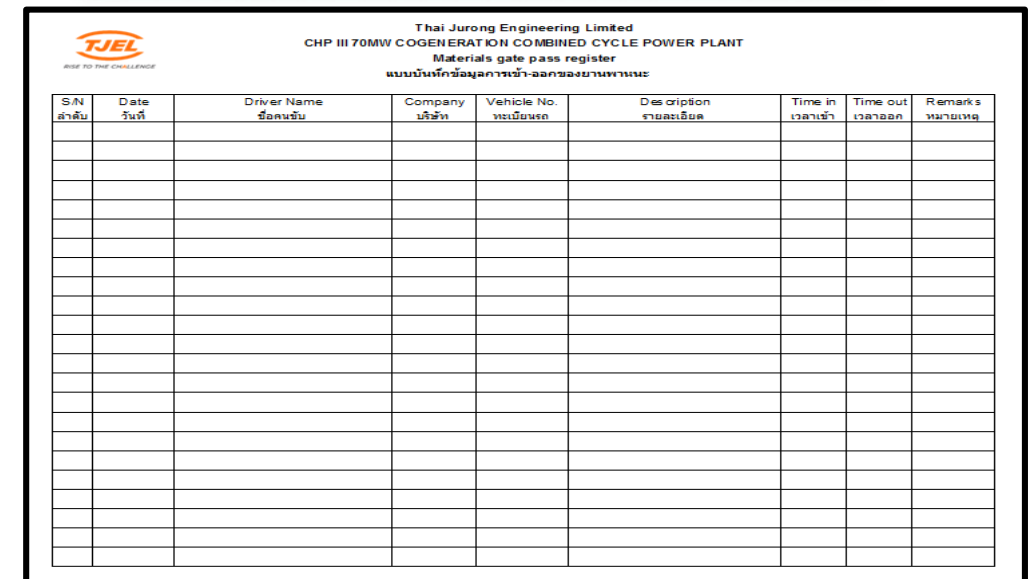 TJEL
RISE TO THE CHALLENGE
Thai Jurong Engineering Limited
CHP III 70MW COGENERATION COMBINED CYCLE POWER PLANT
Materials gate pass register
แบบบันทึกข้อมูลการเข้า-ออกของยานพาหนะ
S/N Date Driver Name Company Vehicle No. Description Time in Time out Remarks
ลำดับ วันที่ ชื่อคนขับ บริษัท ทะเบียนรถ รายละเอียด เวลาเข้า เวลาออก หมายเหตุ